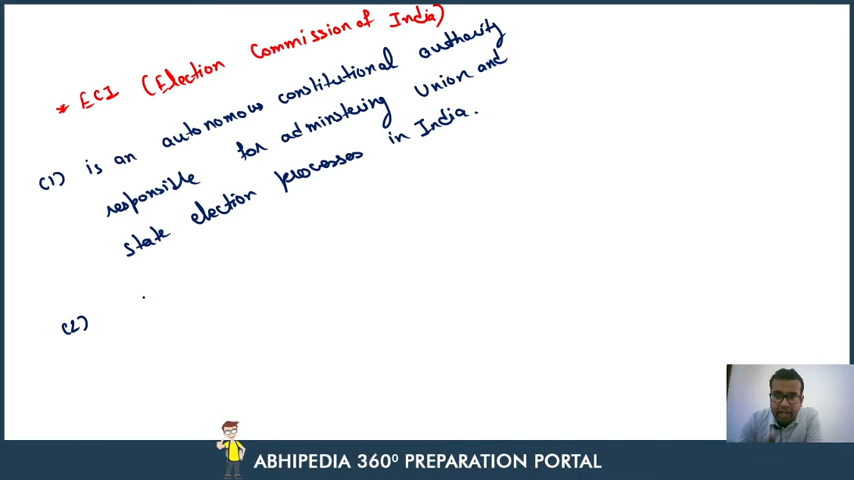 * ECI (Election Commission of India)
(1) is an autonomous constitutional authority
responsible for adminstering Union and
state election processes in India.
(2)
ABHIPEDIA 360° PREPARATION PORTAL